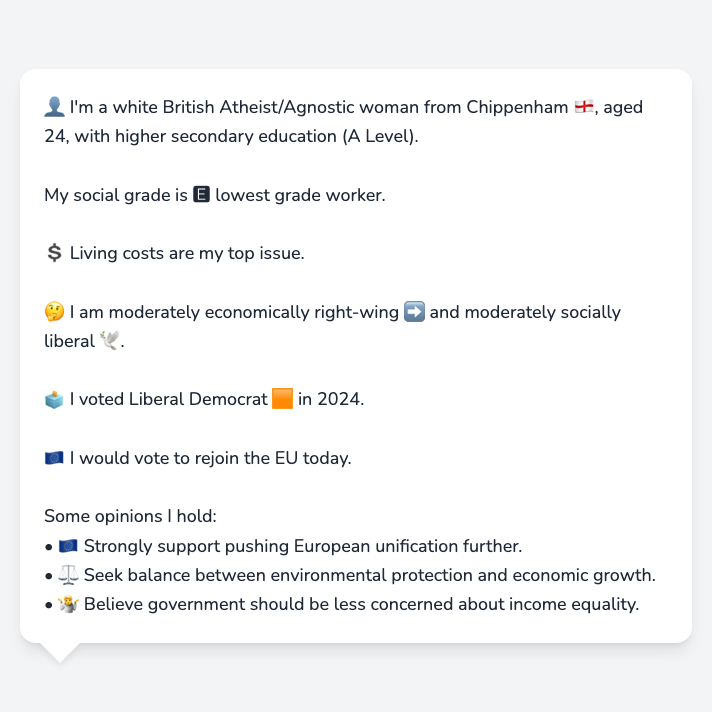 👤 I'm a white British Atheist/Agnostic woman from Chippenham 🏴󠁧󠁢󠁥󠁮󠁧󠁿, aged
24, with higher secondary education (A Level).
My social grade is 🅴 lowest grade worker.
💲 Living costs are my top issue.
🤔 I am moderately economically right-wing ➡️ and moderately socially
liberal 🕊️.
🗳️ I voted Liberal Democrat 🟧 in 2024.
🇪🇺 I would vote to rejoin the EU today.
Some opinions I hold:
• 🇪🇺 Strongly support pushing European unification further.
• ⚖️ Seek balance between environmental protection and economic growth.
• 🤷 Believe government should be less concerned about income equality.